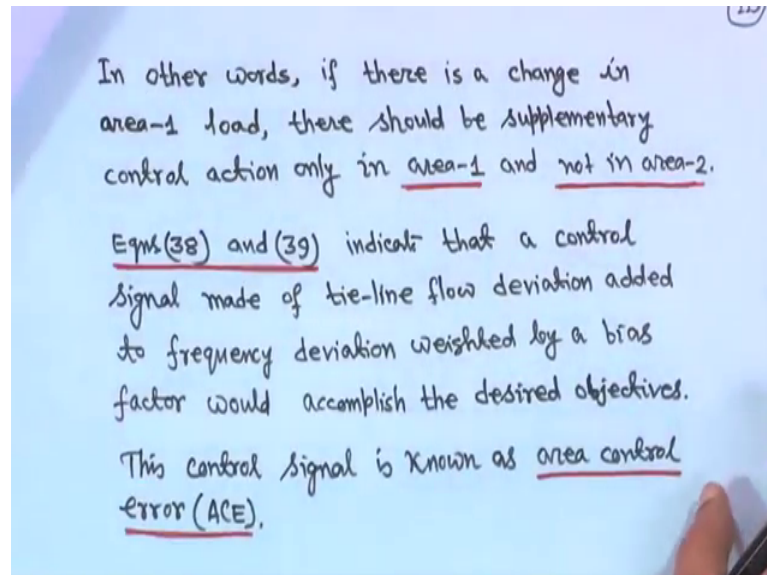 In other words, if there is a change in
area-1 load, there should be supplementary
control action only in area-1 and not in area-2.
Eqns(38) and (39) indicate that a control
signal made of tie-line flow deviation added
to frequency deviation weighted by a bias
factor would accomplish the desired objectives.
This control signal is known as area control
error (ACE).